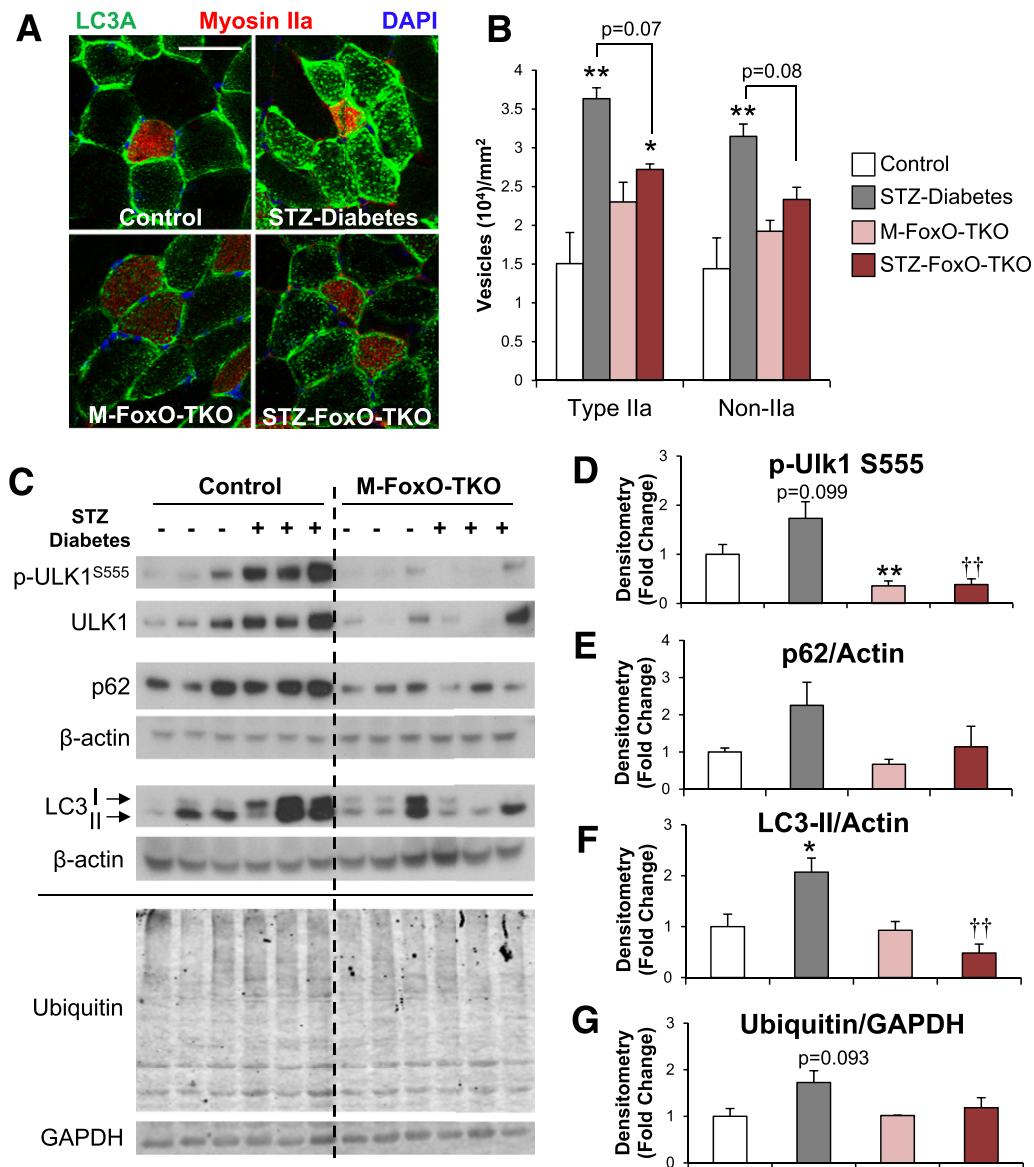 A
LC3A Myosin IIa DAPI
Control STZ-Diabetes
M-FoxO-TKO STZ-FoxO-TKO
B
p=0.07
p=0.08
** * **
Vesicles (10⁴)/mm²
4
3.5
3
2.5
2
1.5
1
0.5
0
Type IIa Non-IIa
Control
STZ-Diabetes
M-FoxO-TKO
STZ-FoxO-TKO
C
Control M-FoxO-TKO
STZ Diabetes - - - + + + - - - + + +
p-ULK1ˢ⁵⁵⁵
ULK1
p62
β-actin
LC3 I
II
β-actin
Ubiquitin
GAPDH
D
p-Ulk1 S555
p=0.099
** ††
Densitometry
(Fold Change)
3
2
1
0
E
p62/Actin
Densitometry
(Fold Change)
4
3
2
1
0
F
LC3-II/Actin
* ††
Densitometry
(Fold Change)
3
2
1
0
G
Ubiquitin/GAPDH
p=0.093
Densitometry
(Fold Change)
3
2
1
0